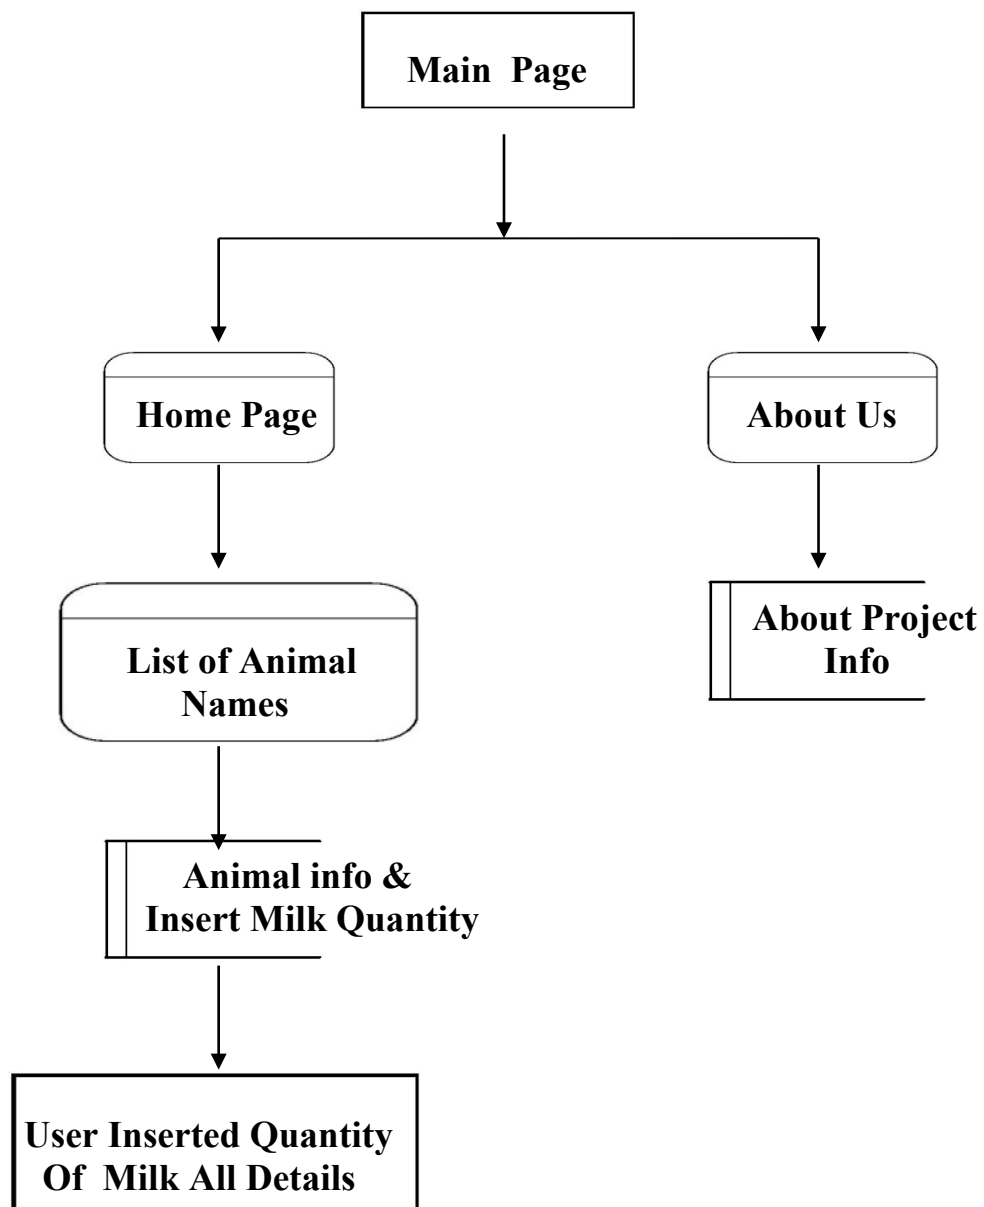 Main Page
Home Page
About Us
List of Animal
Names
About Project
Info
Animal info &
Insert Milk Quantity
User Inserted Quantity
Of Milk All Details